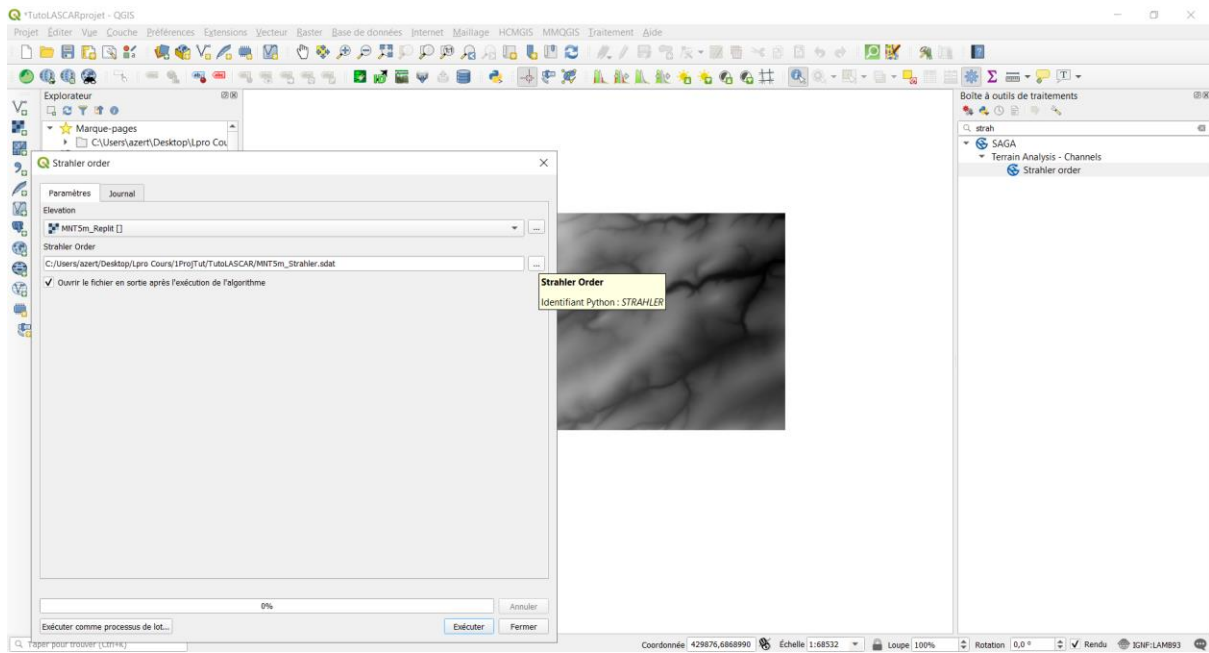 *TutoLASCARprojet - QGIS
Projet Éditer Vue Couche Préférences Extensions Vecteur Raster Base de données Internet Maillage HCMGIS MMQGIS Traitement Aide
Explorateur
Marque-pages
C:\Users\azert\Desktop\Lpro Cou
Strahler order
Paramètres Journal
Elevation
MNT5m_Replit []
Strahler Order
C:/Users/azert/Desktop/Lpro Cours/1ProjTut/TutoLASCAR/MNT5m_Strahler.sdat
Ouvrir le fichier en sortie après l'exécution de l'algorithme
Strahler Order
Identifiant Python : STRAHLER
0%
Annuler
Exécuter comme processus de lot...
Exécuter
Fermer
Boîte à outils de traitements
strah
SAGA
Terrain Analysis - Channels
Strahler order
Taper pour trouver (Ctrl+K)
Coordonnée 429876,6868990 Échelle 1:68532 Loupe 100% Rotation 0,0 ° Rendu IGNF:LAMB93